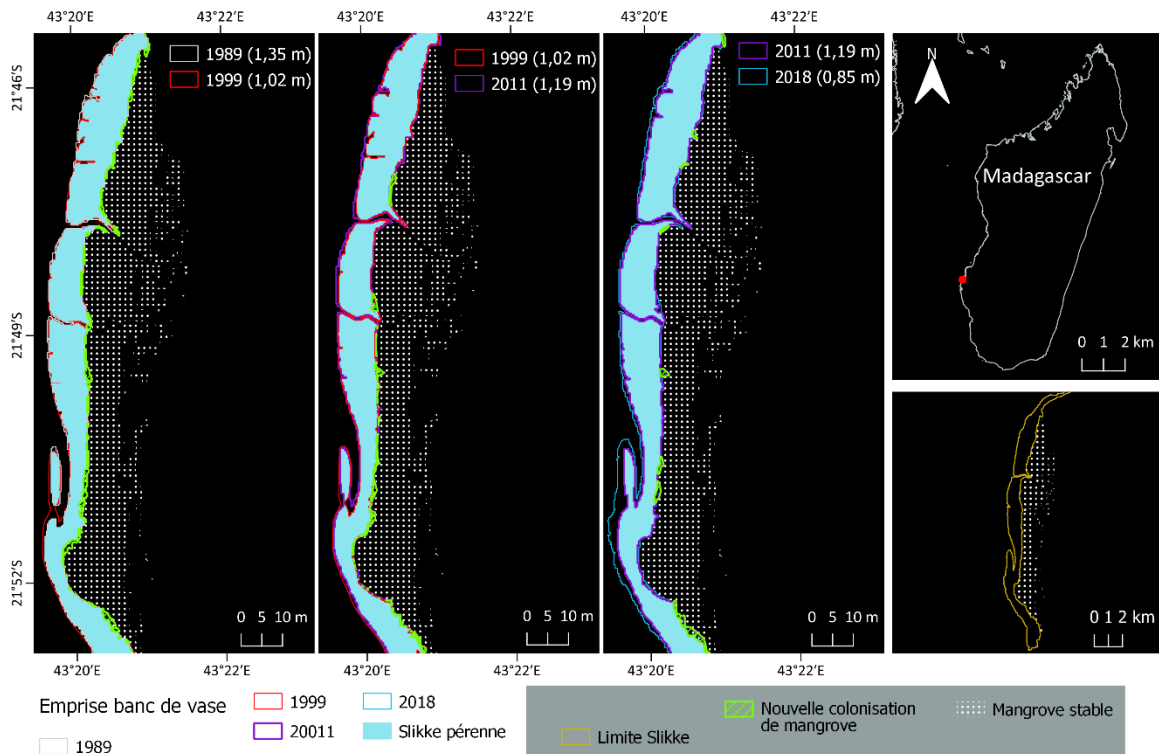 43°20′E 43°22′E 43°20′E 43°22′E 43°20′E 43°22′E
1989 (1,35 m)
1999 (1,02 m)
1999 (1,02 m)
2011 (1,19 m)
2011 (1,19 m)
2018 (0,85 m)
21°46′S
21°49′S
21°52′S
0 5 10 m
0 5 10 m
0 5 10 m
N
Madagascar
0 1 2 km
0 1 2 km
43°20′E 43°22′E 43°20′E 43°22′E 43°20′E 43°22′E
Emprise banc de vase
1989
1999
20011
2018
Slikke pérenne
Limite Slikke
Nouvelle colonisation
de mangrove
Mangrove stable